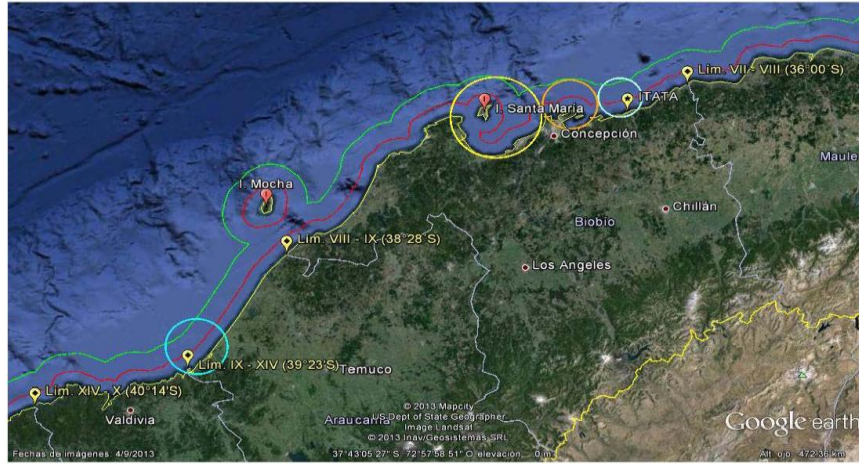 Lim. VII - VIII (36°00´S)
ITATA
I. Santa María
Concepción
Maule
I. Mocha
Chillán
Biobío
Lim. VIII - IX (38°28´S)
Los Angeles
Lim. IX - XIV (39°23'S)
Temuco
Lim. XIV - X (40°14'S)
Valdivia
Araucanía
© 2013 Mapcity
US Dept of State Geographer
Image Landsat
© 2013 Inav/Geosistemas SRL
Google earth
Fechas de imágenes: 4/9/2013
37°43'05.27" S 72°57'58.51" O elevación 0 m
Alt. ojo 472.36 km